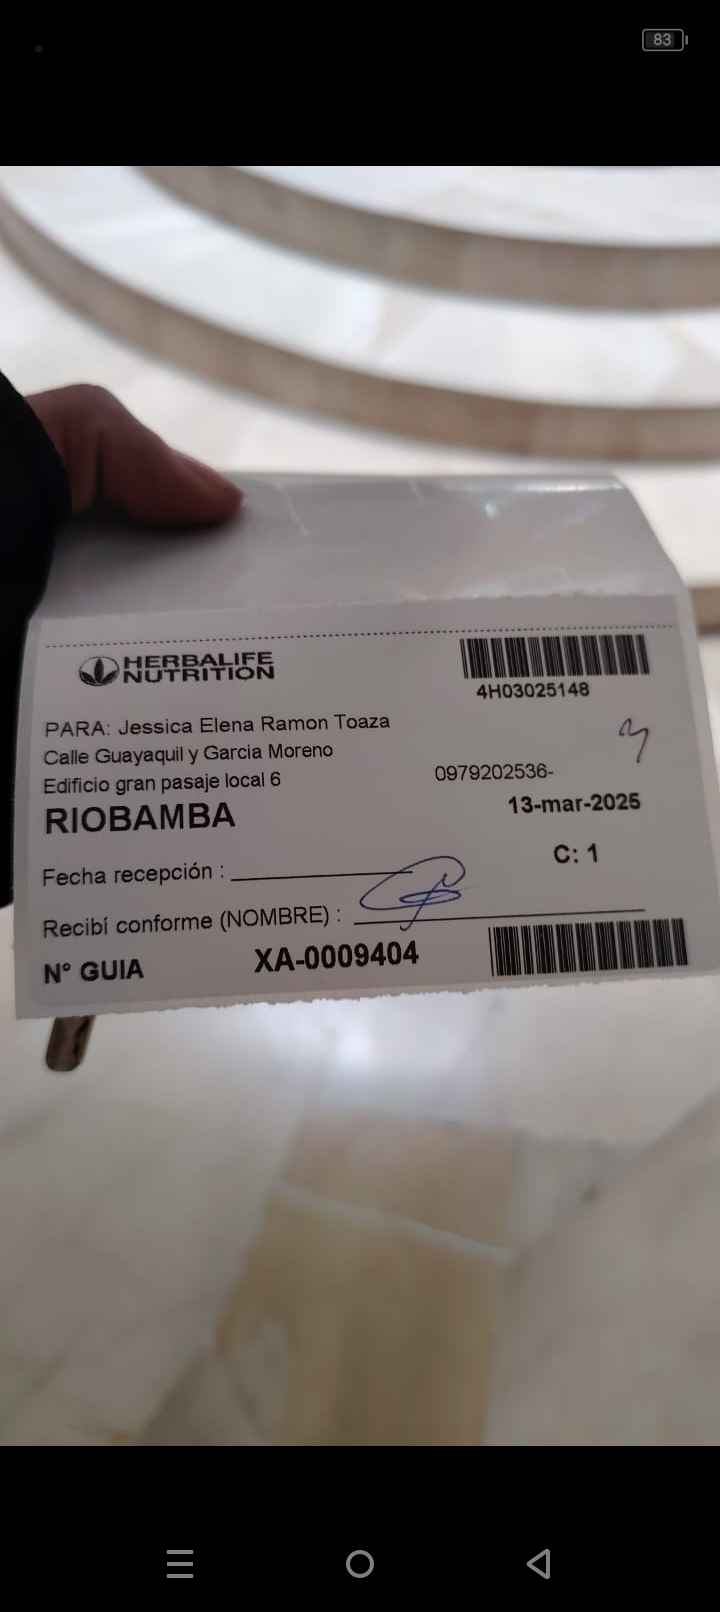 83
HERBALIFE
NUTRITION
4H03025148
PARA: Jessica Elena Ramon Toaza
Calle Guayaquil y Garcia Moreno
Edificio gran pasaje local 6
0979202536-
RIOBAMBA
13-mar-2025
C: 1
Fecha recepción :
Recibí conforme (NOMBRE) :
N° GUIA
XA-0009404